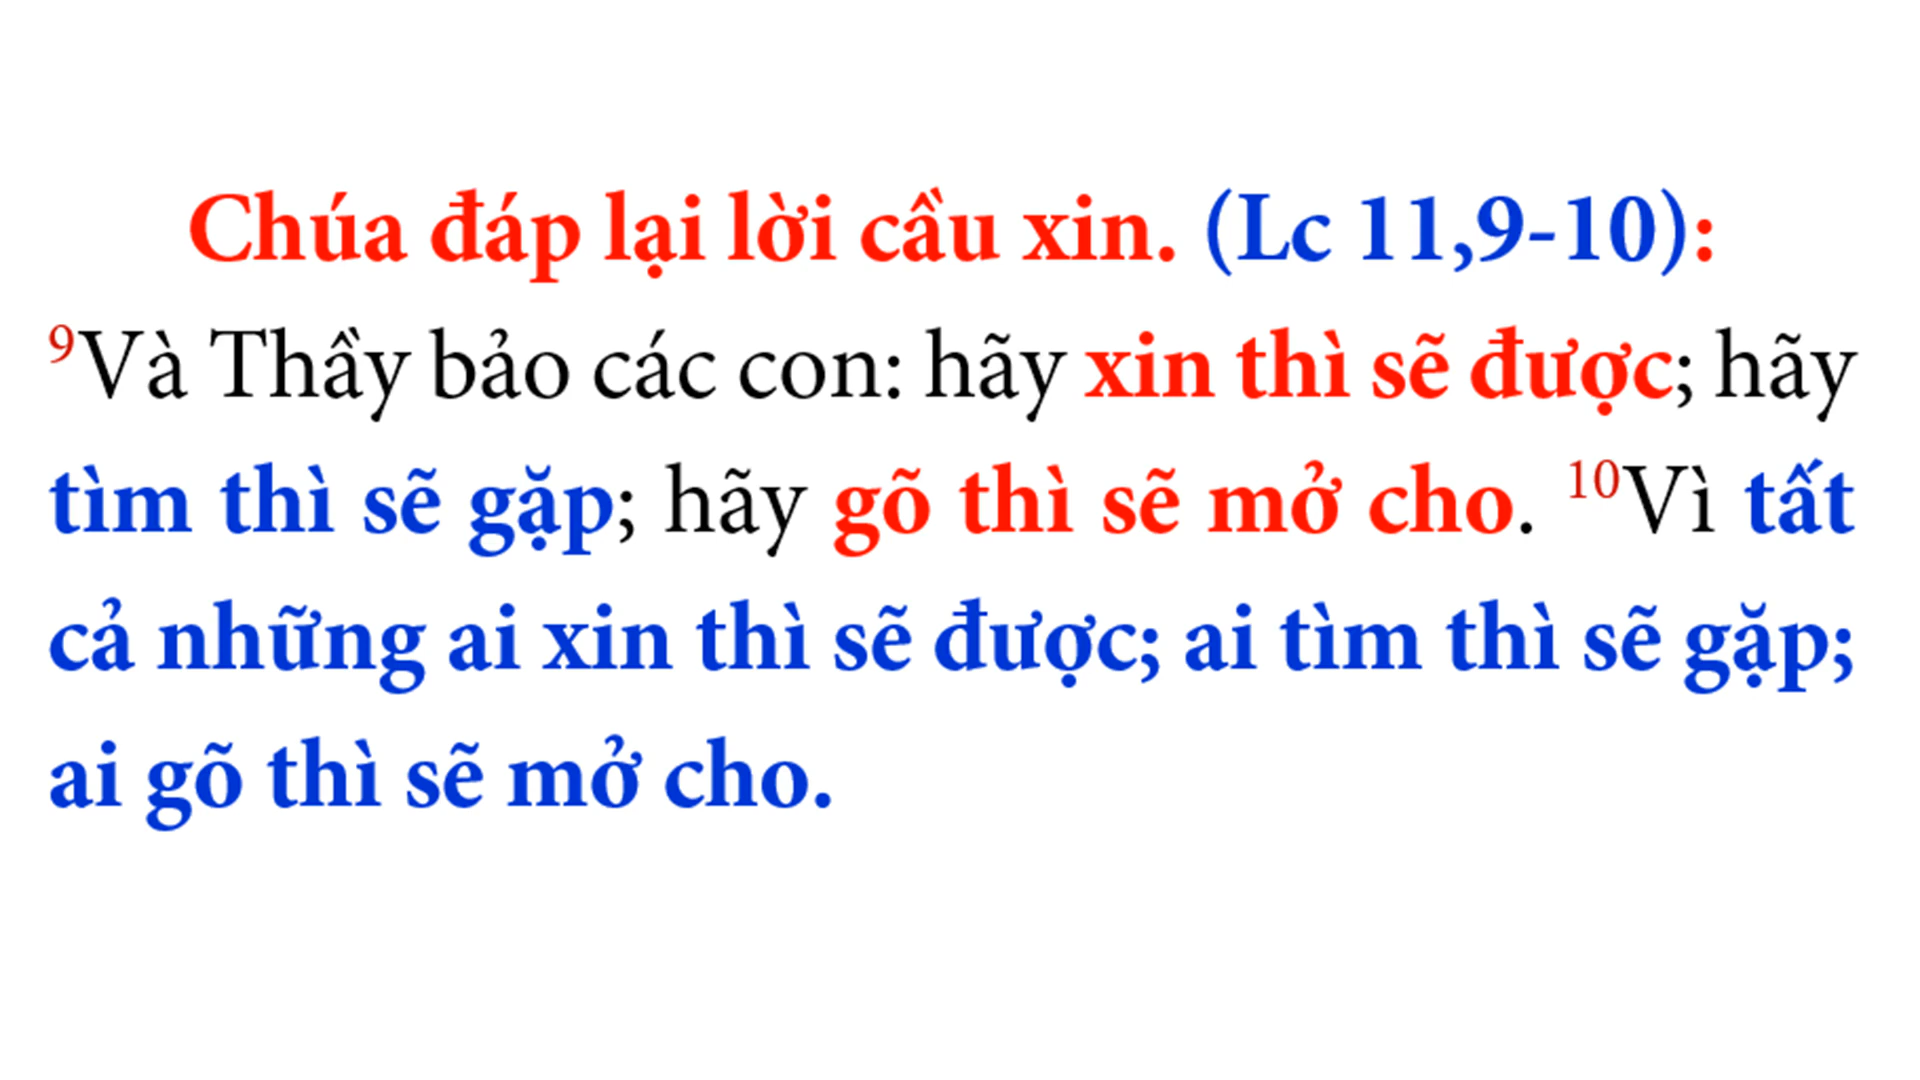 Chúa đáp lại lời cầu xin. (Lc 11,9-10):
⁹Và Thầy bảo các con: hãy xin thì sẽ được; hãy
tìm thì sẽ gặp; hãy gõ thì sẽ mở cho. ¹⁰Vì tất
cả những ai xin thì sẽ được; ai tìm thì sẽ gặp;
ai gõ thì sẽ mở cho.